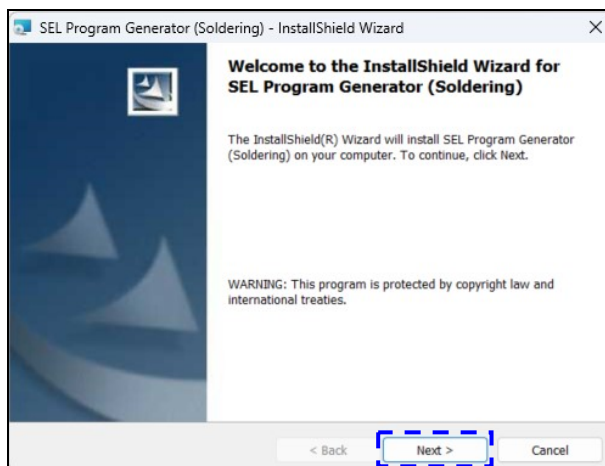 SEL Program Generator (Soldering) - InstallShield Wizard
Welcome to the InstallShield Wizard for
SEL Program Generator (Soldering)
The InstallShield(R) Wizard will install SEL Program Generator
(Soldering) on your computer. To continue, click Next.
WARNING: This program is protected by copyright law and
international treaties.
< Back Next > Cancel